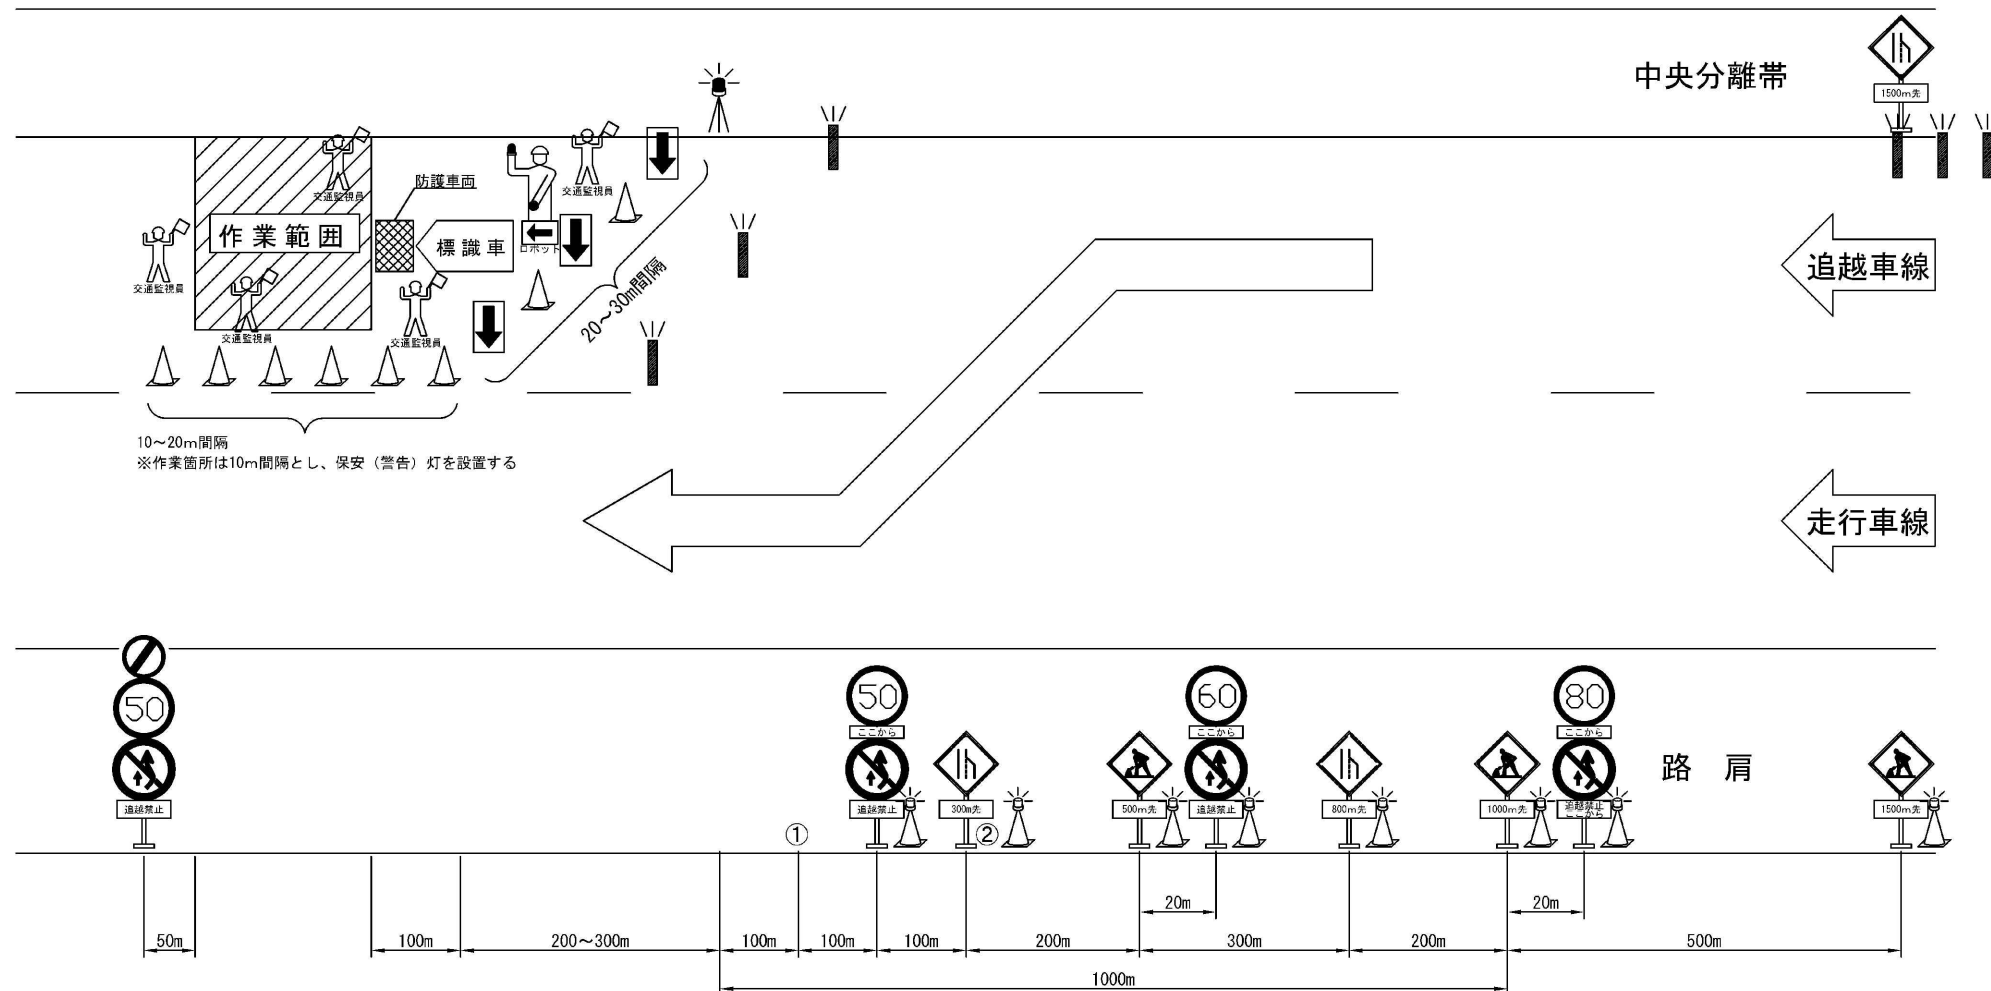 中央分離帯
1500m先
交通監視員
交通監視員
防護車両
交通監視員
作業範囲
標識車
ロボット
交通監視員
交通監視員
20～30m間隔
追越車線
10～20m間隔
※作業箇所は10m間隔とし、保安（警告）灯を設置する
走行車線
50
追越禁止
50
ここから
追越禁止
300m先
500m先
60
ここから
追越禁止
800m先
1000m先
80
ここから
追越禁止
ここから
路肩
1500m先
①
②
20m
20m
50m
100m
200～300m
100m
100m
100m
200m
300m
200m
500m
1000m